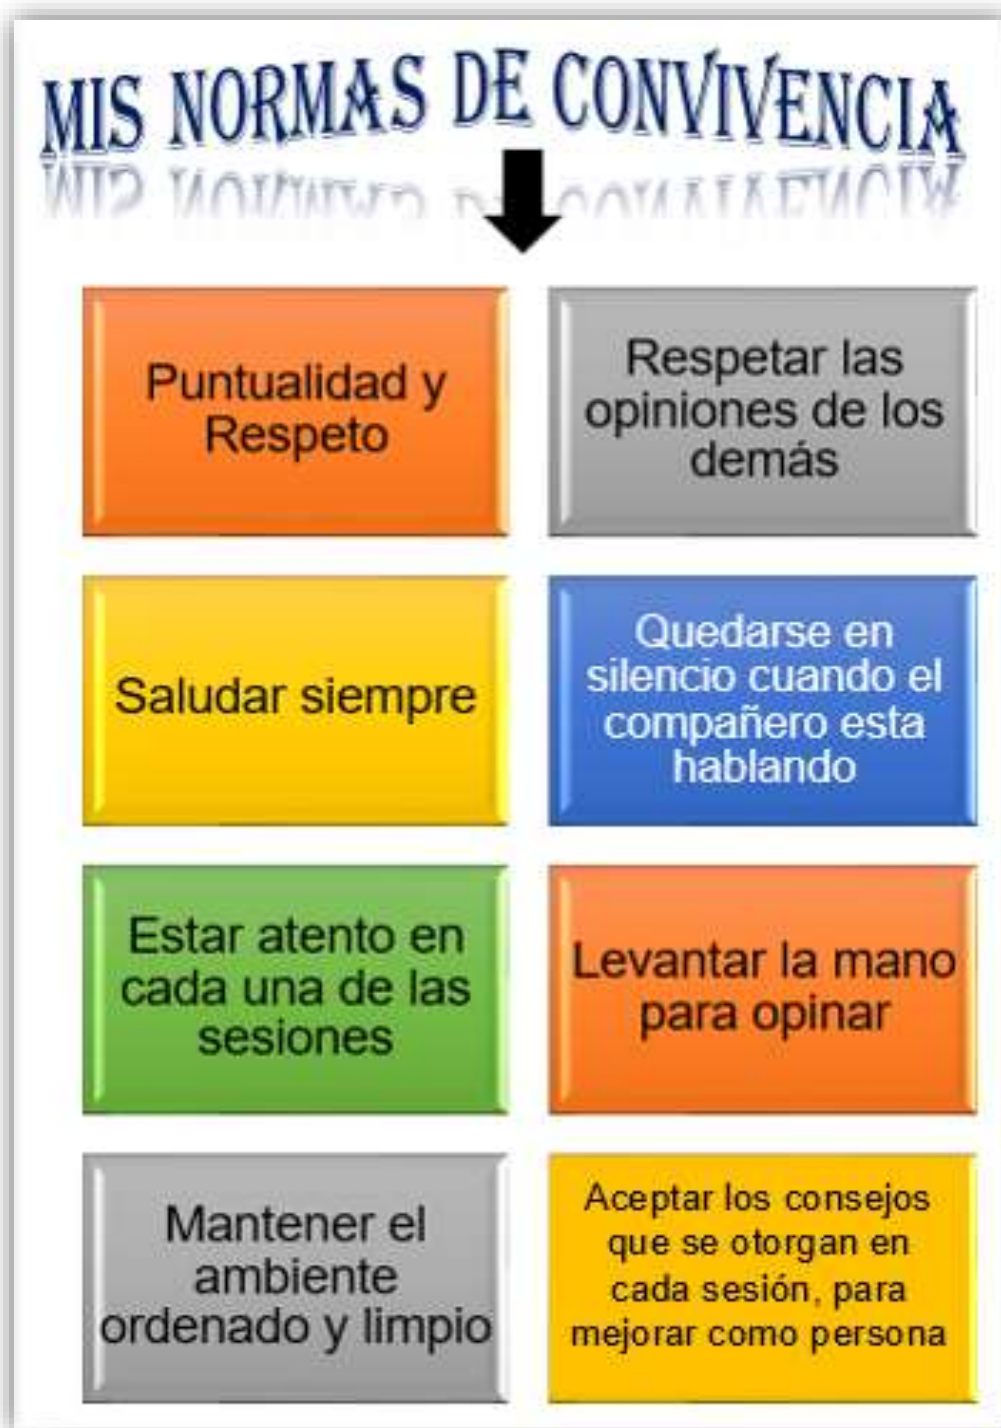 MIS NORMAS DE CONVIVENCIA
Puntualidad y
Respeto
Respetar las
opiniones de los
demás
Saludar siempre
Quedarse en
silencio cuando el
compañero esta
hablando
Estar atento en
cada una de las
sesiones
Levantar la mano
para opinar
Mantener el
ambiente
ordenado y limpio
Aceptar los consejos
que se otorgan en
cada sesión, para
mejorar como persona